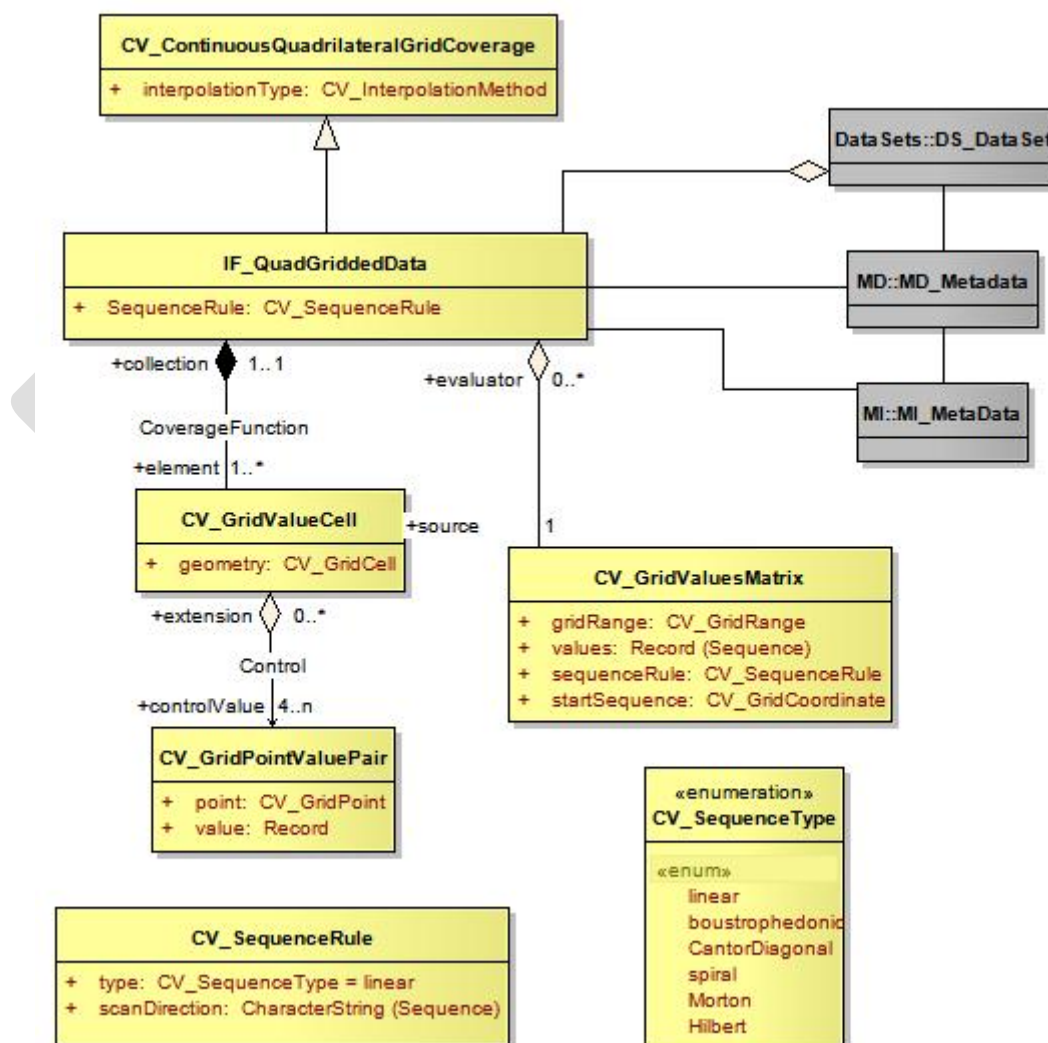 CV_ContinuousQuadrilateralGridCoverage
+ interpolationType: CV_InterpolationMethod
DataSets::DS_DataSet
IF_QuadGriddedData
+ SequenceRule: CV_SequenceRule
MD::MD_Metadata
+collection 1..1
+evaluator 0..*
MI::MI_MetaData
CoverageFunction
+element 1..*
CV_GridValueCell
+ geometry: CV_GridCell
+source 1
CV_GridValuesMatrix
+ gridRange: CV_GridRange
+ values: Record (Sequence)
+ sequenceRule: CV_SequenceRule
+ startSequence: CV_GridCoordinate
+extension 0..*
Control
+controlValue 4..n
CV_GridPointValuePair
+ point: CV_GridPoint
+ value: Record
«enumeration»
CV_SequenceType
«enum»
linear
boustrophedonic
CantorDiagonal
spiral
Morton
Hilbert
CV_SequenceRule
+ type: CV_SequenceType = linear
+ scanDirection: CharacterString (Sequence)